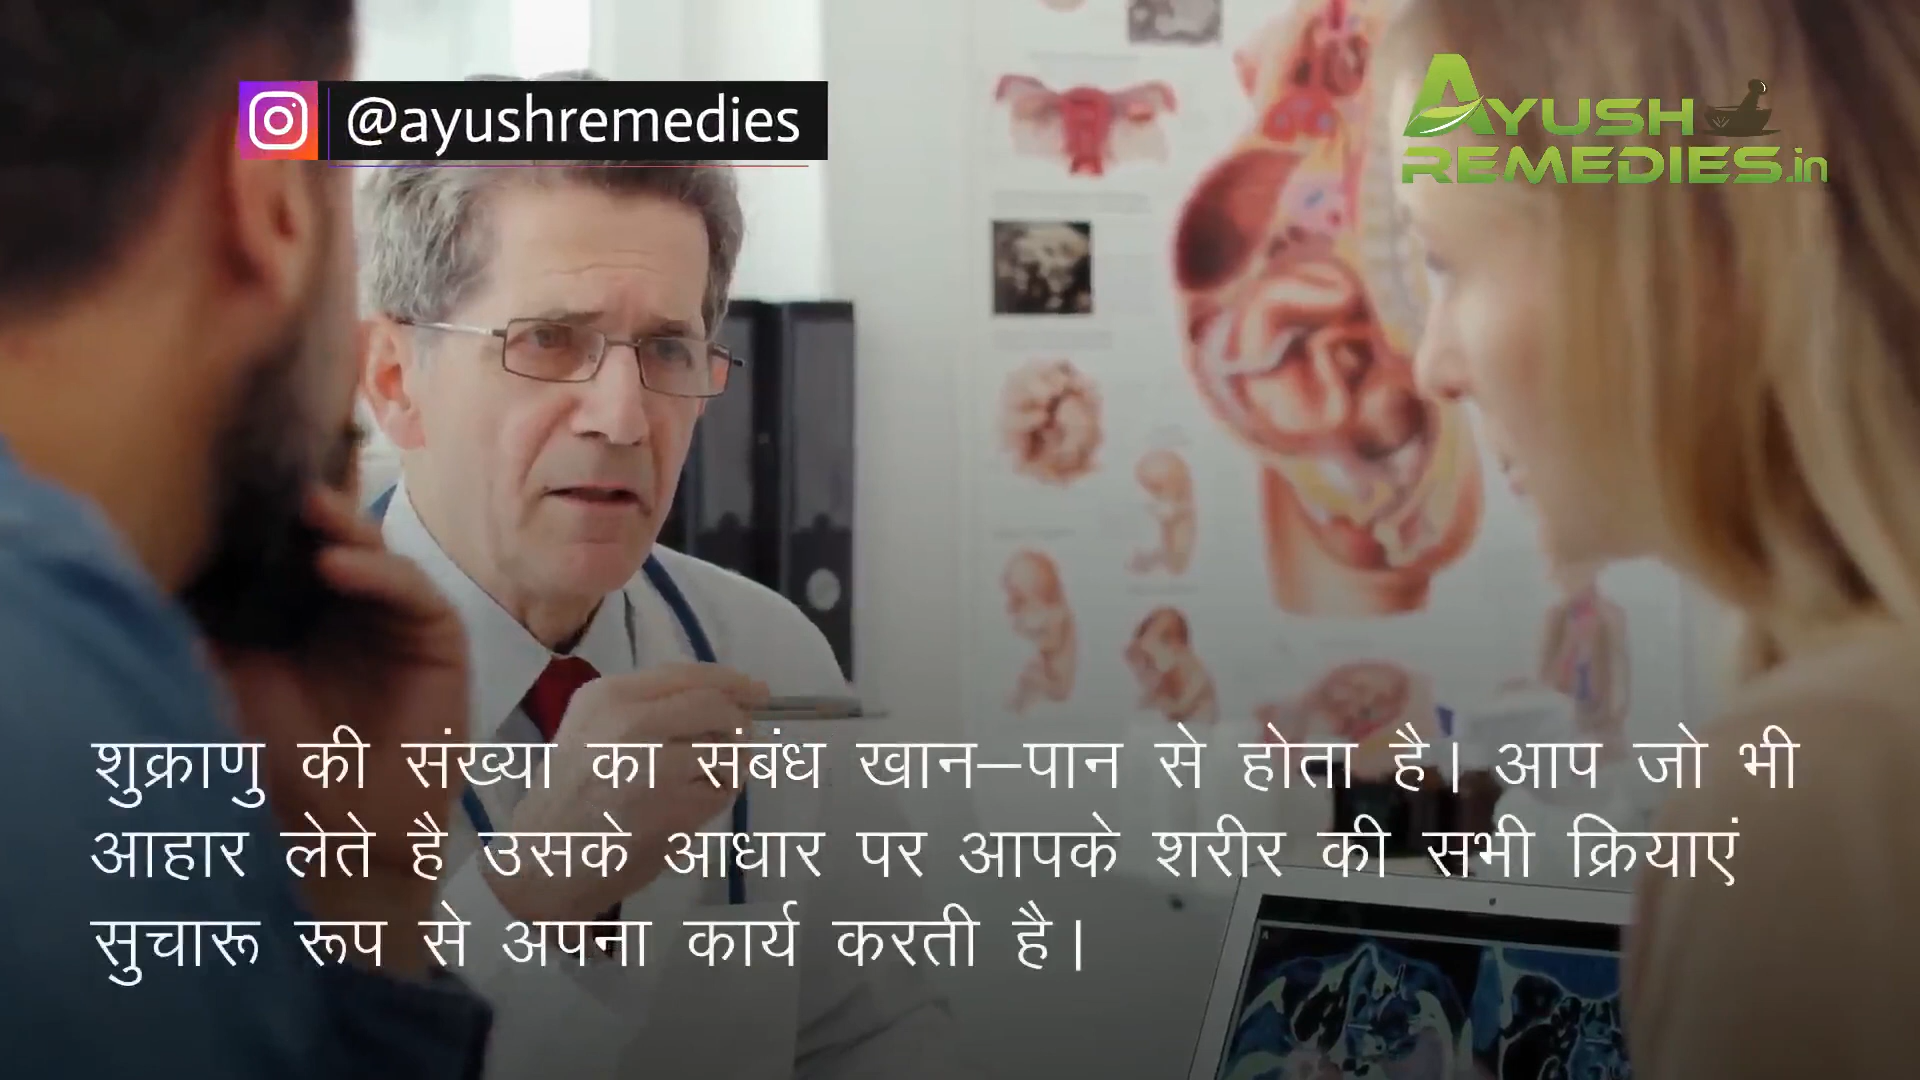 @ayushremedies
AYUSH
REMEDIES.in
शुक्राणु की संख्या का संबंध खान–पान से होता है। आप जो भी
आहार लेते है उसके आधार पर आपके शरीर की सभी क्रियाएं
सुचारू रूप से अपना कार्य करती है।